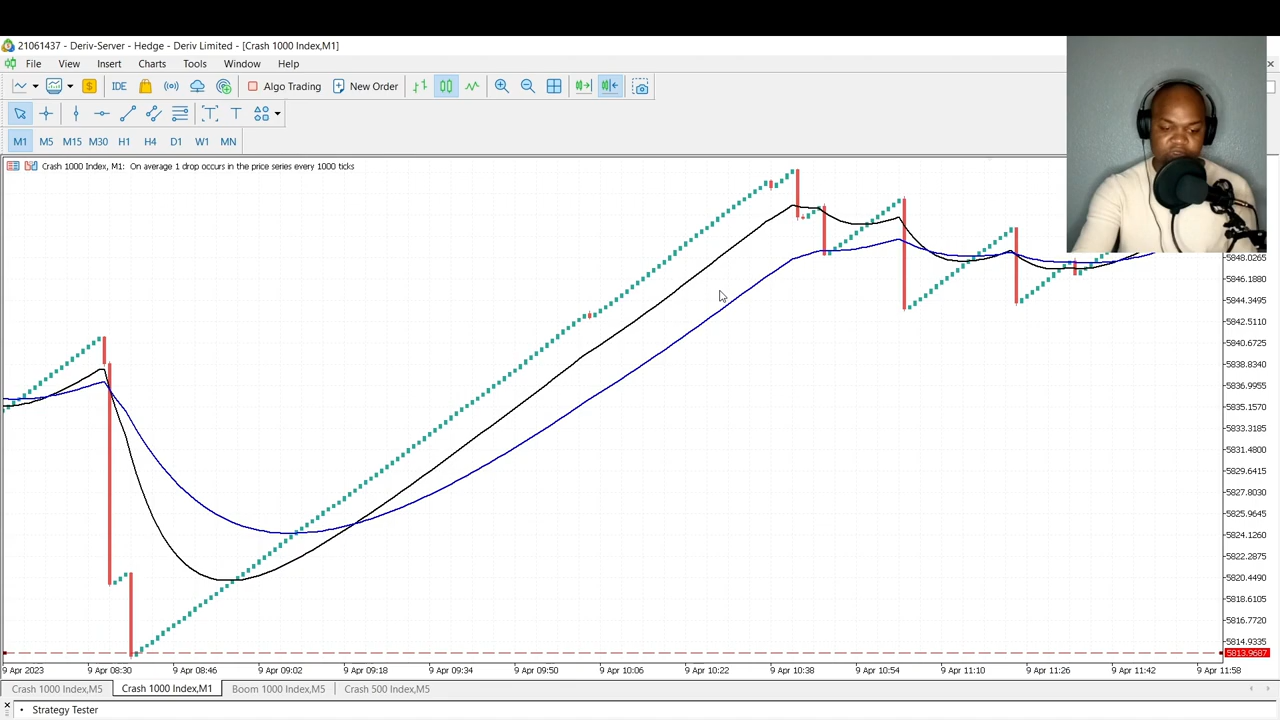 21061437 - Deriv-Server - Hedge - Deriv Limited - [Crash 1000 Index,M1]
File View Insert Charts Tools Window Help
IDE Algo Trading New Order
M1 M5 M15 M30 H1 H4 D1 W1 MN
Crash 1000 Index, M1: On average 1 drop occurs in the price series every 1000 ticks
5848.0265
5846.1880
5844.3495
5842.5110
5840.6725
5838.8340
5836.9955
5835.1570
5833.3185
5831.4800
5829.6415
5827.8030
5825.9645
5824.1260
5822.2875
5820.4490
5818.6105
5816.7720
5814.9335
5813.9687
9 Apr 2023 9 Apr 08:30 9 Apr 08:46 9 Apr 09:02 9 Apr 09:18 9 Apr 09:34 9 Apr 09:50 9 Apr 10:06 9 Apr 10:22 9 Apr 10:38 9 Apr 10:54 9 Apr 11:10 9 Apr 11:26 9 Apr 11:42 9 Apr 11:58
Crash 1000 Index,M5 Crash 1000 Index,M1 Boom 1000 Index,M5 Crash 500 Index,M5
Strategy Tester